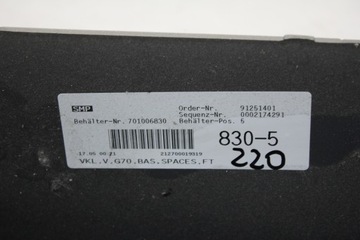 SMP
Order-Nr. 91251401
Sequenz-Nr. 0002174291
Behälter-Nr. 701006830 Behälter-Pos. 5
830-5
220
17.05 00:21 212700019019
VKL,V,G70,BAS,SPACES,FT